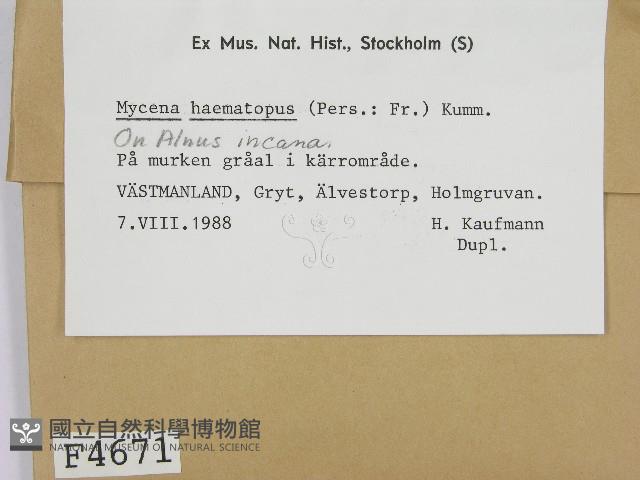 Ex Mus. Nat. Hist., Stockholm (S)
Mycena haematopus (Pers.: Fr.) Kumm.
On Alnus incana.
På murken gråal i kärrområde.
VÄSTMANLAND, Gryt, Älvestorp, Holmgruvan.
7.VIII.1988 H. Kaufmann
Dupl.
國立自然科學博物館
NATIONAL MUSEUM OF NATURAL SCIENCE
F4671